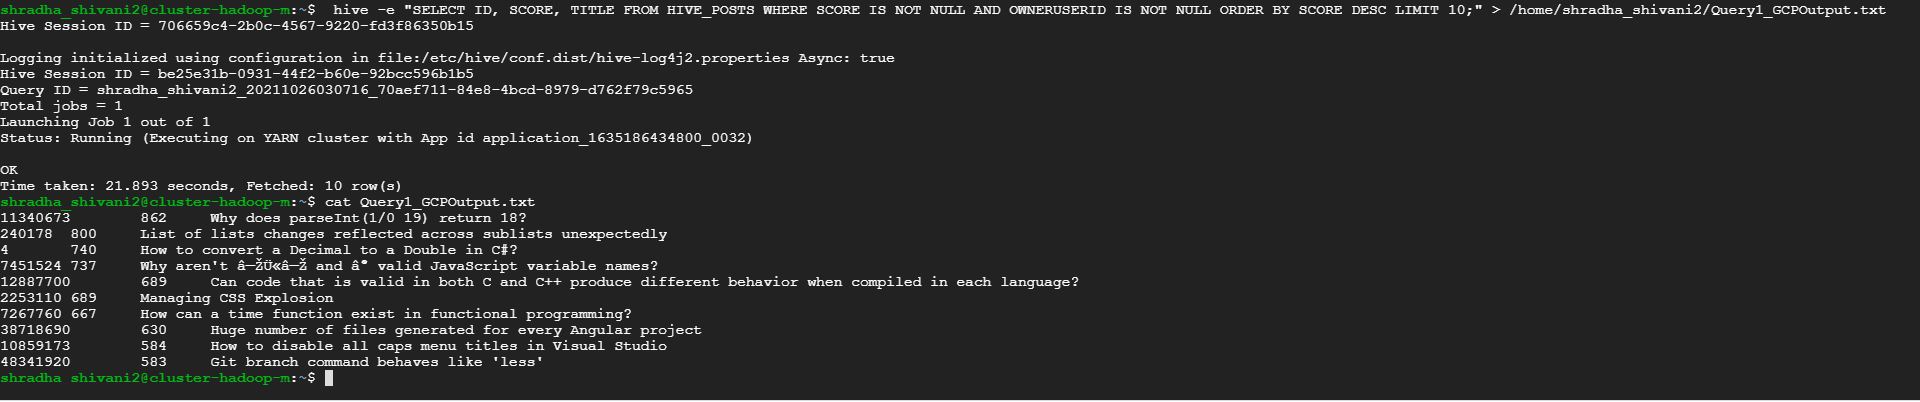 shradha_shivani2@cluster-hadoop-m:~$  hive -e "SELECT ID, SCORE, TITLE FROM HIVE_POSTS WHERE SCORE IS NOT NULL AND OWNERUSERID IS NOT NULL ORDER BY SCORE DESC LIMIT 10;" > /home/shradha_shivani2/Query1_GCPOutput.txt
Hive Session ID = 706659c4-2b0c-4567-9220-fd3f86350b15
Logging initialized using configuration in file:/etc/hive/conf.dist/hive-log4j2.properties Async: true
Hive Session ID = be25e31b-0931-44f2-b60e-92bcc596b1b5
Query ID = shradha_shivani2_20211026030716_70aef711-84e8-4bcd-8979-d762f79c5965
Total jobs = 1
Launching Job 1 out of 1
Status: Running (Executing on YARN cluster with App id application_1635186434800_0032)
OK
Time taken: 21.893 seconds, Fetched: 10 row(s)
shradha_shivani2@cluster-hadoop-m:~$ cat Query1_GCPOutput.txt
11340673        862     Why does parseInt(1/0 19) return 18?
240178  800     List of lists changes reflected across sublists unexpectedly
4       740     How to convert a Decimal to a Double in C#?
7451524 737     Why aren't and valid JavaScript variable names?
12887700        689     Can code that is valid in both C and C++ produce different behavior when compiled in each language?
2253110 689     Managing CSS Explosion
7267760 667     How can a time function exist in functional programming?
38718690        630     Huge number of files generated for every Angular project
10859173        584     How to disable all caps menu titles in Visual Studio
48341920        583     Git branch command behaves like 'less'
shradha_shivani2@cluster-hadoop-m:~$